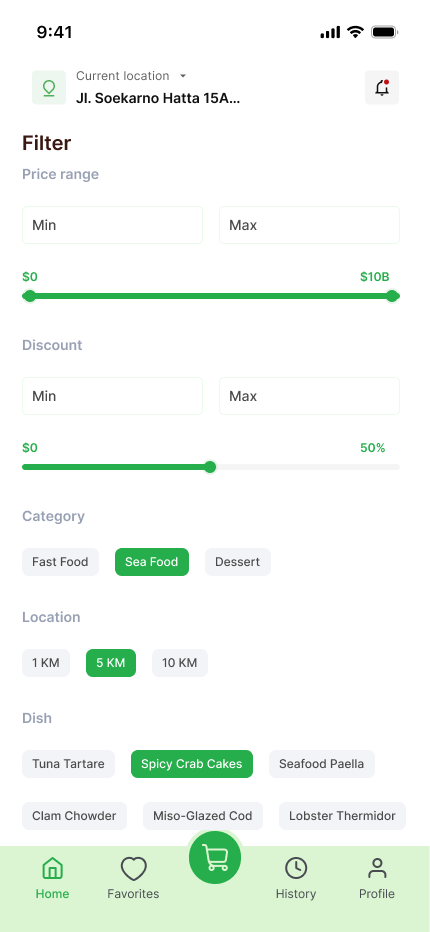 9:41
Current location
Jl. Soekarno Hatta 15A...
Filter
Price range
Min Max
$0 $10B
Discount
Min Max
$0 50%
Category
Fast Food Sea Food Dessert
Location
1 KM 5 KM 10 KM
Dish
Tuna Tartare Spicy Crab Cakes Seafood Paella
Clam Chowder Miso-Glazed Cod Lobster Thermidor
Home Favorites History Profile